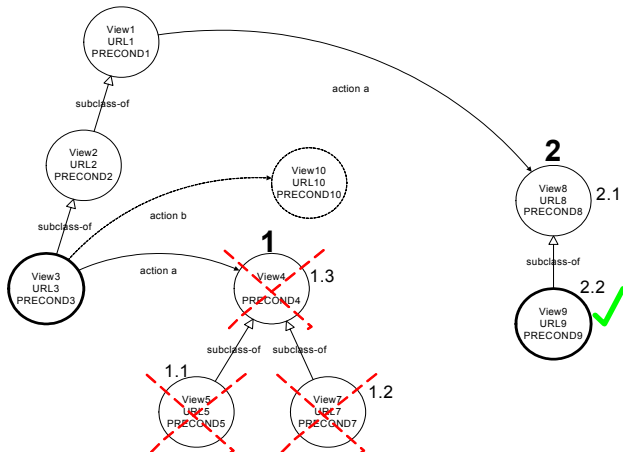 View1
URL1
PRECOND1
action a
subclass-of
View2
URL2
PRECOND2
2
View10
URL10
PRECOND10
View8
URL8
PRECOND8
2.1
subclass-of
action b
1
subclass-of
View3
URL3
PRECOND3
action a
View4
1.3
PRECOND4
2.2
View9
URL9
PRECOND9
subclass-of
subclass-of
1.1
1.2
View5
URL5
PRECOND5
View7
URL7
PRECOND7